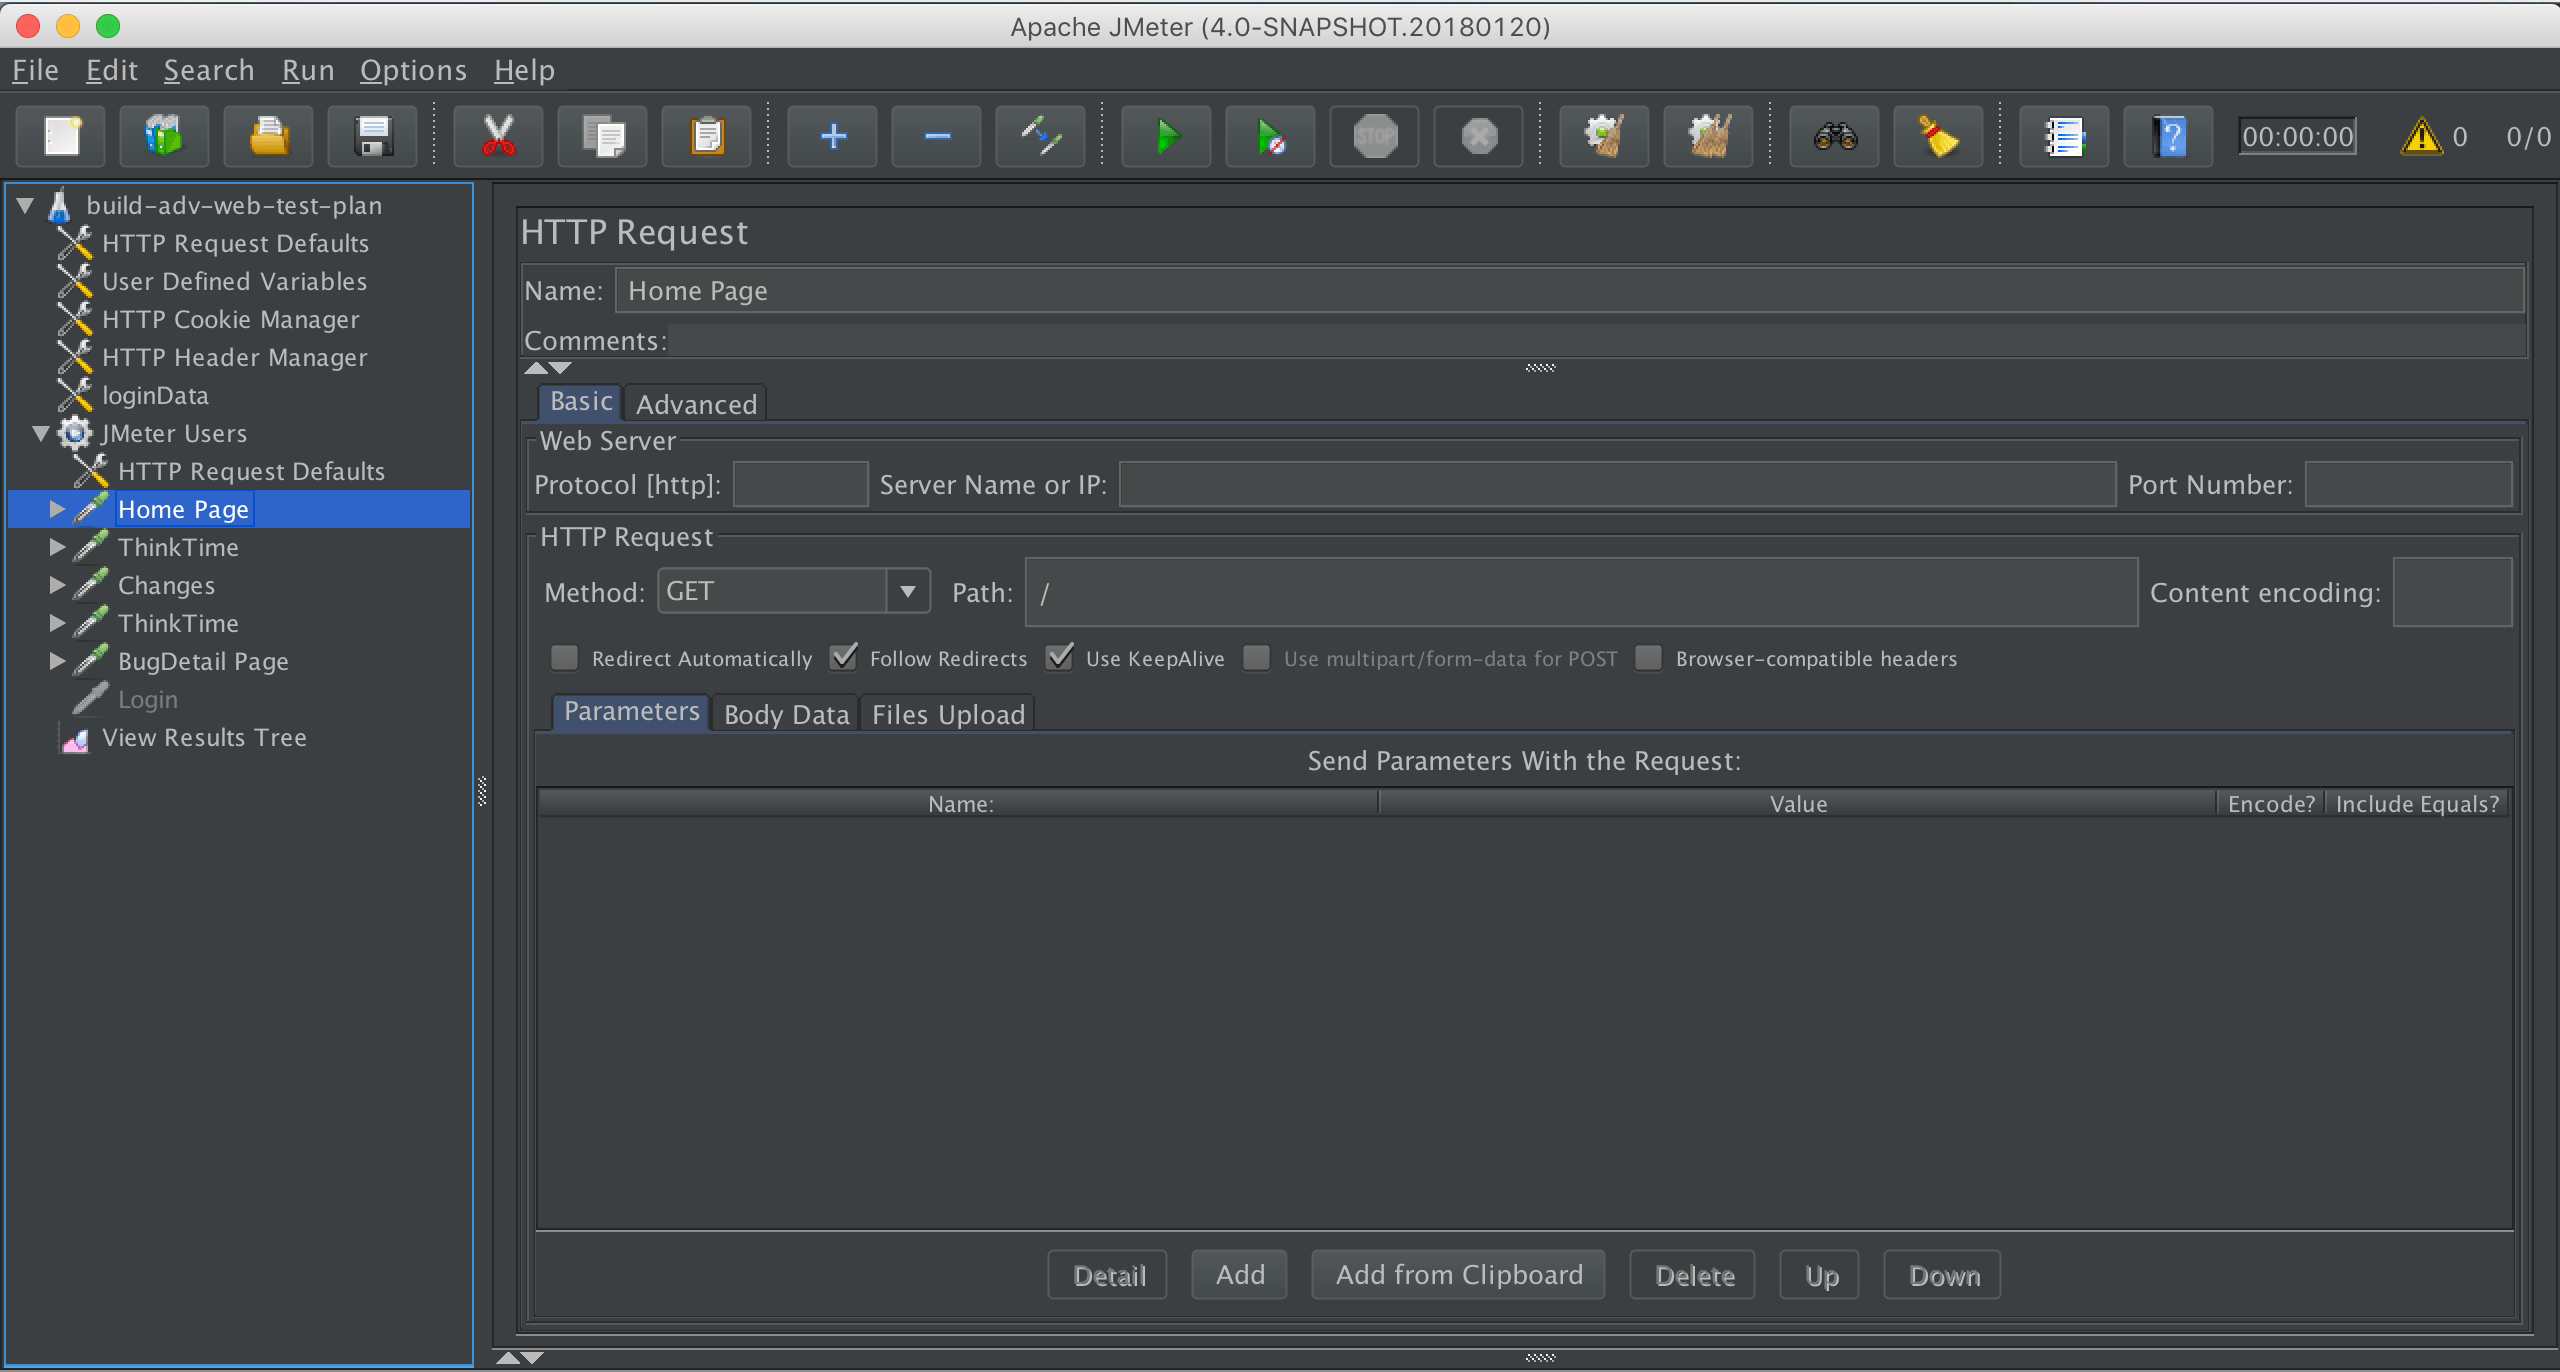 Apache JMeter (4.0-SNAPSHOT.20180120)
File Edit Search Run Options Help
STOP
?
00:00:00
0
0/0
build-adv-web-test-plan
HTTP Request Defaults
User Defined Variables
HTTP Cookie Manager
HTTP Header Manager
loginData
JMeter Users
HTTP Request Defaults
Home Page
ThinkTime
Changes
ThinkTime
BugDetail Page
Login
View Results Tree
HTTP Request
Name: Home Page
Comments:
Basic Advanced
Web Server
Protocol [http]: Server Name or IP: Port Number:
HTTP Request
Method: GET Path: / Content encoding:
Redirect Automatically Follow Redirects Use KeepAlive Use multipart/form-data for POST Browser-compatible headers
Parameters Body Data Files Upload
Send Parameters With the Request:
Name: Value Encode? Include Equals?
Detail Add Add from Clipboard Delete Up Down